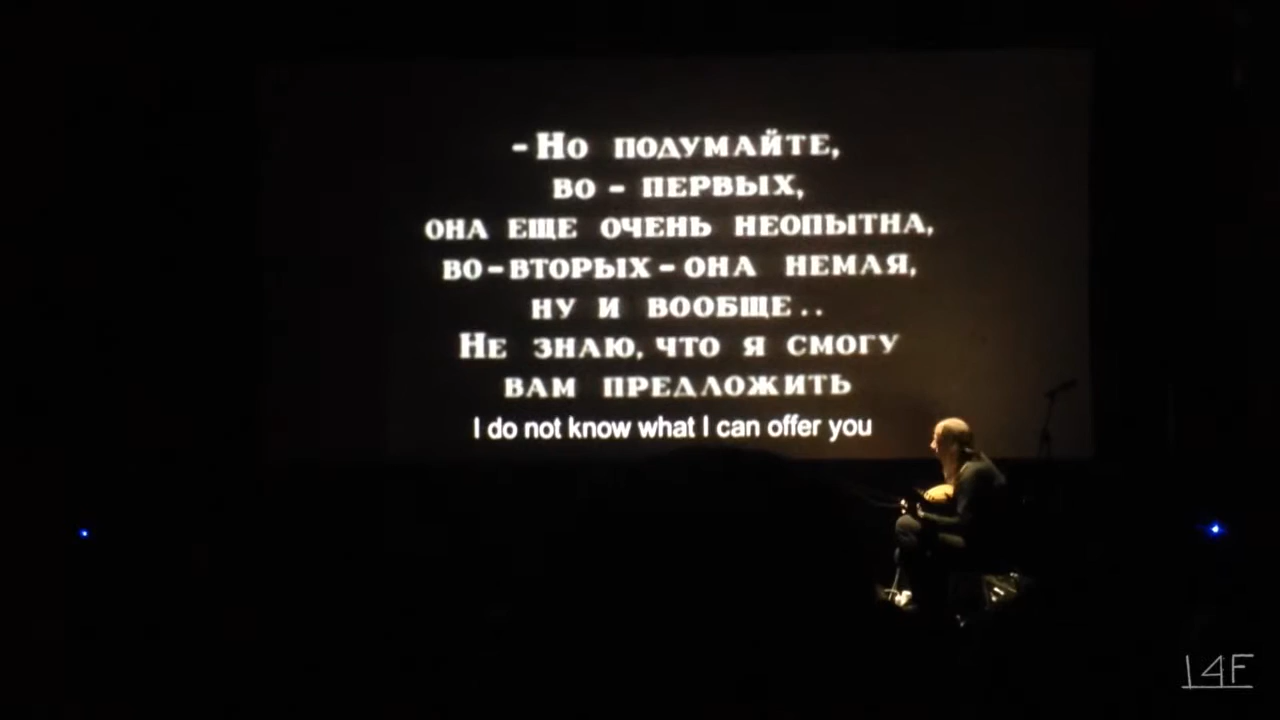 - Но ПОДУМАЙТЕ,
ВО - ПЕРВЫХ,
ОНА ЕЩЕ ОЧЕНЬ НЕОПЫТНА,
ВО-ВТОРЫХ - ОНА НЕМАЯ,
НУ И ВООБЩЕ..
НЕ ЗНАЮ, ЧТО Я СМОГУ
ВАМ ПРЕДЛОЖИТЬ
I do not know what I can offer you
14F